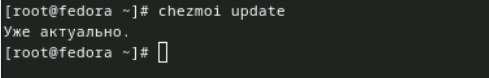 [root@fedora ~]# chezmoi update
Уже актуально.
[root@fedora ~]#